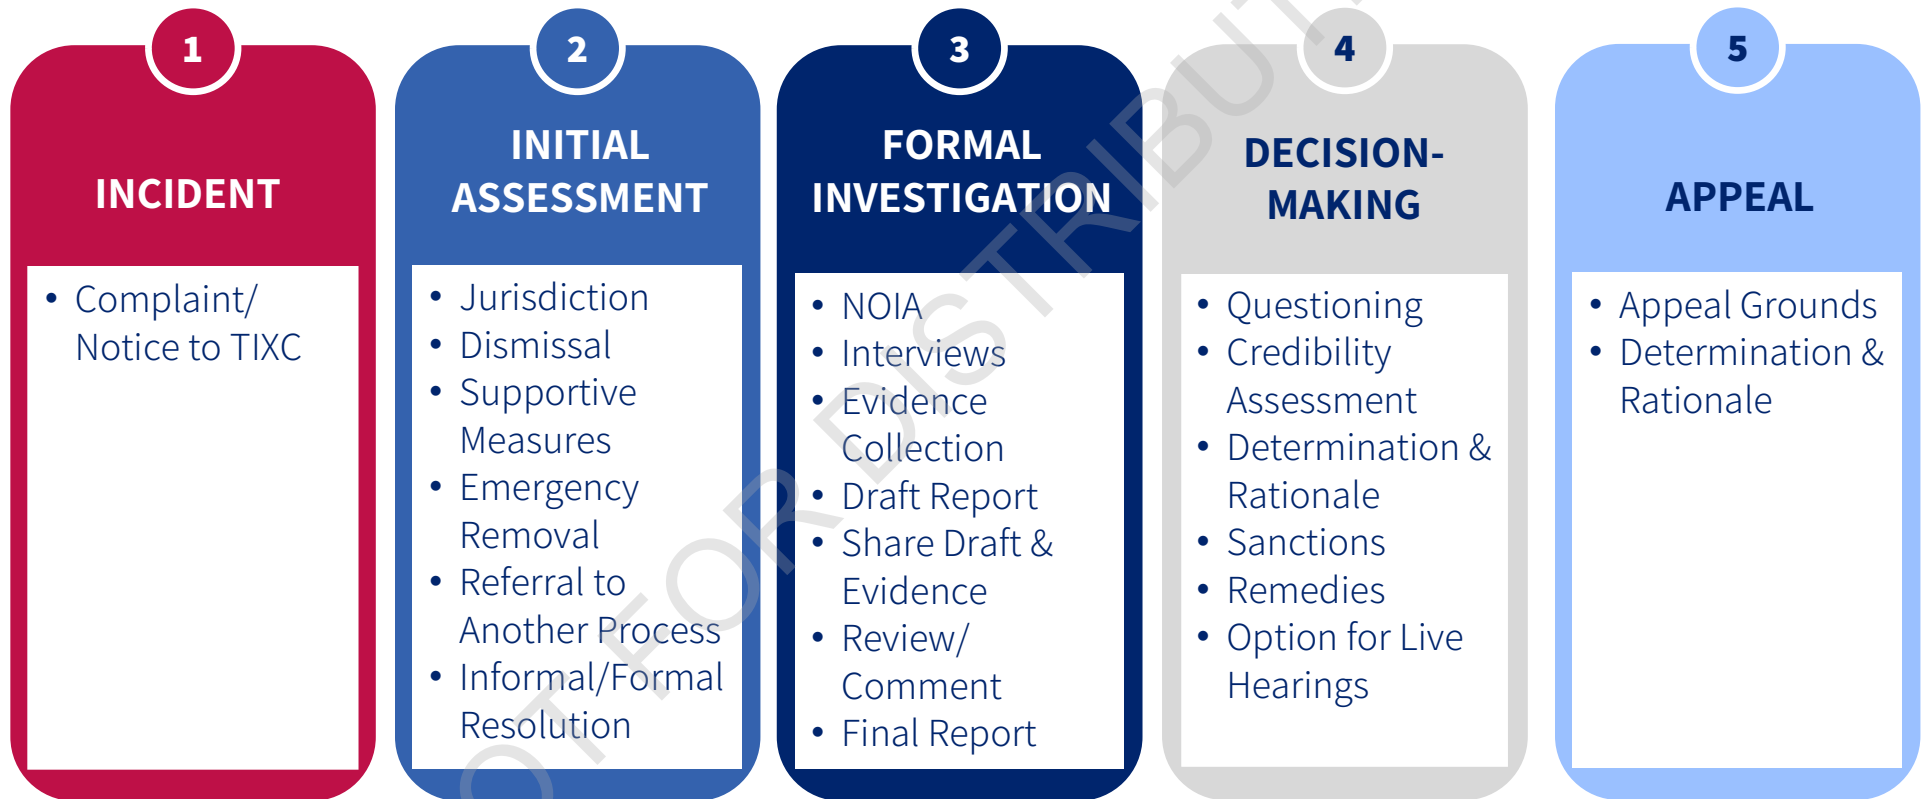 1
INCIDENT
• Complaint/
Notice to TIXC
2
INITIAL
ASSESSMENT
• Jurisdiction
• Dismissal
• Supportive
Measures
• Emergency
Removal
• Referral to
Another Process
• Informal/Formal
Resolution
3
FORMAL
INVESTIGATION
• NOIA
• Interviews
• Evidence
Collection
• Draft Report
• Share Draft &
Evidence
• Review/
Comment
• Final Report
4
DECISION-
MAKING
• Questioning
• Credibility
Assessment
• Determination &
Rationale
• Sanctions
• Remedies
• Option for Live
Hearings
5
APPEAL
• Appeal Grounds
• Determination &
Rationale
OT FOR DISTRIBUT